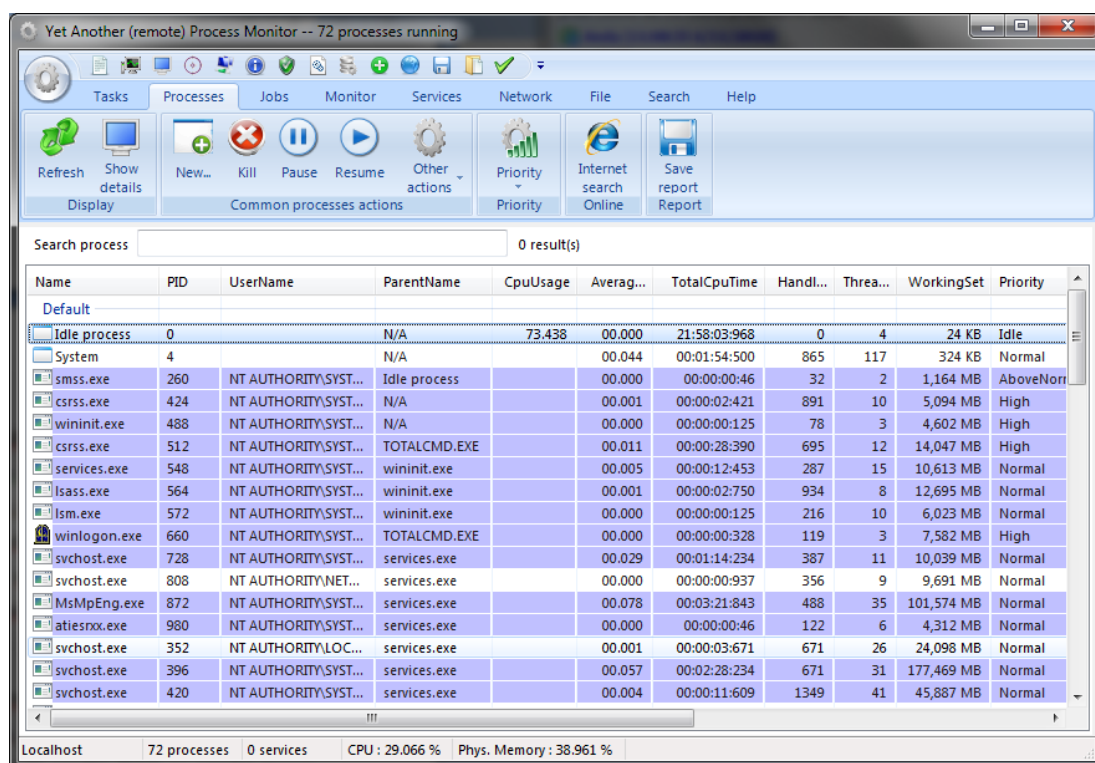 Yet Another (remote) Process Monitor -- 72 processes running
Tasks Processes Jobs Monitor Services Network File Search Help
Refresh Show details New... Kill Pause Resume Other actions Priority Internet search Save report
Display Common processes actions Priority Online Report
Search process 0 result(s)
Name PID UserName ParentName CpuUsage Averag... TotalCpuTime Handl... Threa... WorkingSet Priority
Default
Idle process 0 N/A 73.438 00.000 21:58:03:968 0 4 24 KB Idle
System 4 N/A 00.044 00:01:54:500 865 117 324 KB Normal
smss.exe 260 NT AUTHORITY\SYST... Idle process 00.000 00:00:00:46 32 2 1,164 MB AboveNorr
csrss.exe 424 NT AUTHORITY\SYST... N/A 00.001 00:00:02:421 891 10 5,094 MB High
wininit.exe 488 NT AUTHORITY\SYST... N/A 00.000 00:00:00:125 78 3 4,602 MB High
csrss.exe 512 NT AUTHORITY\SYST... TOTALCMD.EXE 00.011 00:00:28:390 695 12 14,047 MB High
services.exe 548 NT AUTHORITY\SYST... wininit.exe 00.005 00:00:12:453 287 15 10,613 MB Normal
lsass.exe 564 NT AUTHORITY\SYST... wininit.exe 00.001 00:00:02:750 934 8 12,695 MB Normal
lsm.exe 572 NT AUTHORITY\SYST... wininit.exe 00.000 00:00:00:125 216 10 6,023 MB Normal
winlogon.exe 660 NT AUTHORITY\SYST... TOTALCMD.EXE 00.000 00:00:00:328 119 3 7,582 MB High
svchost.exe 728 NT AUTHORITY\SYST... services.exe 00.029 00:01:14:234 387 11 10,039 MB Normal
svchost.exe 808 NT AUTHORITY\NET... services.exe 00.000 00:00:00:937 356 9 9,691 MB Normal
MsMpEng.exe 872 NT AUTHORITY\SYST... services.exe 00.078 00:03:21:843 488 35 101,574 MB Normal
atiesrxx.exe 980 NT AUTHORITY\SYST... services.exe 00.000 00:00:00:46 122 6 4,312 MB Normal
svchost.exe 352 NT AUTHORITY\LOC... services.exe 00.001 00:00:03:671 671 26 24,098 MB Normal
svchost.exe 396 NT AUTHORITY\SYST... services.exe 00.057 00:02:28:234 671 31 177,469 MB Normal
svchost.exe 420 NT AUTHORITY\SYST... services.exe 00.004 00:00:11:609 1349 41 45,887 MB Normal
Localhost 72 processes 0 services CPU : 29.066 % Phys. Memory : 38.961 %